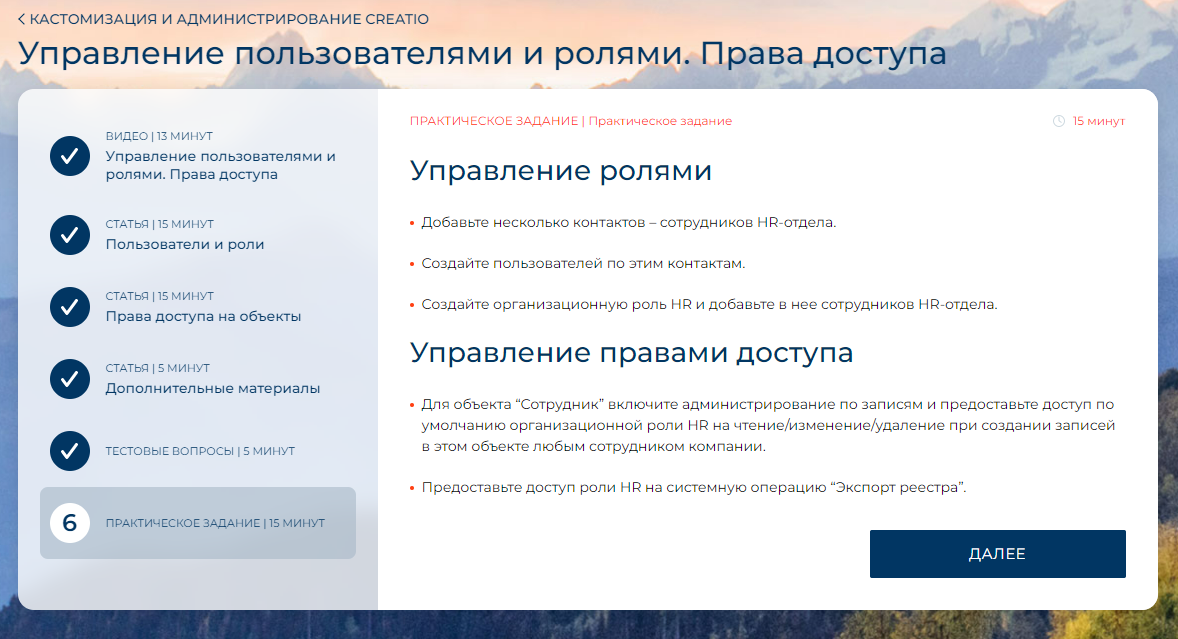 КАСТОМИЗАЦИЯ И АДМИНИСТРИРОВАНИЕ CREATIO
Управление пользователями и ролями. Права доступа
ВИДЕО | 13 МИНУТ
Управление пользователями и
ролями. Права доступа
СТАТЬЯ | 15 МИНУТ
Пользователи и роли
СТАТЬЯ | 15 МИНУТ
Права доступа на объекты
СТАТЬЯ | 5 МИНУТ
Дополнительные материалы
ТЕСТОВЫЕ ВОПРОСЫ | 5 МИНУТ
6 ПРАКТИЧЕСКОЕ ЗАДАНИЕ | 15 МИНУТ
ПРАКТИЧЕСКОЕ ЗАДАНИЕ | Практическое задание 15 минут
Управление ролями
• Добавьте несколько контактов – сотрудников HR-отдела.
• Создайте пользователей по этим контактам.
• Создайте организационную роль HR и добавьте в нее сотрудников HR-отдела.
Управление правами доступа
• Для объекта “Сотрудник” включите администрирование по записям и предоставьте доступ по
умолчанию организационной роли HR на чтение/изменение/удаление при создании записей
в этом объекте любым сотрудником компании.
• Предоставьте доступ роли HR на системную операцию “Экспорт реестра”.
ДАЛЕЕ